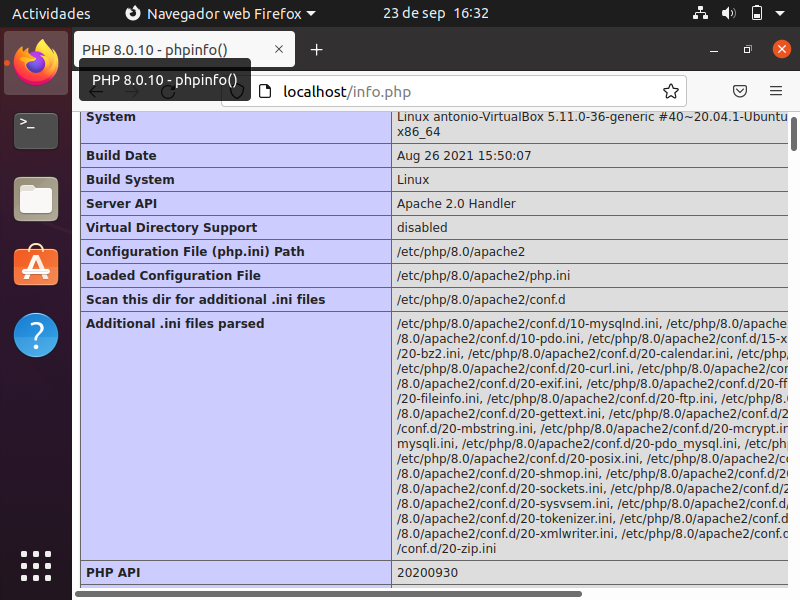 Actividades
Navegador web Firefox
23 de sep 16:32
PHP 8.0.10 - phpinfo()
PHP 8.0.10 - phpinfo()
localhost/info.php
System
Linux antonio-VirtualBox 5.11.0-36-generic #40~20.04.1-Ubuntu
x86_64
Build Date
Aug 26 2021 15:50:07
Build System
Linux
Server API
Apache 2.0 Handler
Virtual Directory Support
disabled
Configuration File (php.ini) Path
/etc/php/8.0/apache2
Loaded Configuration File
/etc/php/8.0/apache2/php.ini
Scan this dir for additional .ini files
/etc/php/8.0/apache2/conf.d
Additional .ini files parsed
/etc/php/8.0/apache2/conf.d/10-mysqlnd.ini, /etc/php/8.0/apache
/8.0/apache2/conf.d/10-pdo.ini, /etc/php/8.0/apache2/conf.d/15-x
/20-bz2.ini, /etc/php/8.0/apache2/conf.d/20-calendar.ini, /etc/php
/etc/php/8.0/apache2/conf.d/20-curl.ini, /etc/php/8.0/apache2/con
/8.0/apache2/conf.d/20-exif.ini, /etc/php/8.0/apache2/conf.d/20-ff
/20-fileinfo.ini, /etc/php/8.0/apache2/conf.d/20-ftp.ini, /etc/php/8.
/8.0/apache2/conf.d/20-gettext.ini, /etc/php/8.0/apache2/conf.d/2
/conf.d/20-mbstring.ini, /etc/php/8.0/apache2/conf.d/20-mcrypt.in
mysqli.ini, /etc/php/8.0/apache2/conf.d/20-pdo_mysql.ini, /etc/php
/etc/php/8.0/apache2/conf.d/20-posix.ini, /etc/php/8.0/apache2/co
/8.0/apache2/conf.d/20-shmop.ini, /etc/php/8.0/apache2/conf.d/20
/8.0/apache2/conf.d/20-sockets.ini, /etc/php/8.0/apache2/conf.d/2
/8.0/apache2/conf.d/20-sysvsem.ini, /etc/php/8.0/apache2/conf.d/
/8.0/apache2/conf.d/20-tokenizer.ini, /etc/php/8.0/apache2/conf.d
/8.0/apache2/conf.d/20-xmlwriter.ini, /etc/php/8.0/apache2/conf.d
/conf.d/20-zip.ini
PHP API
20200930